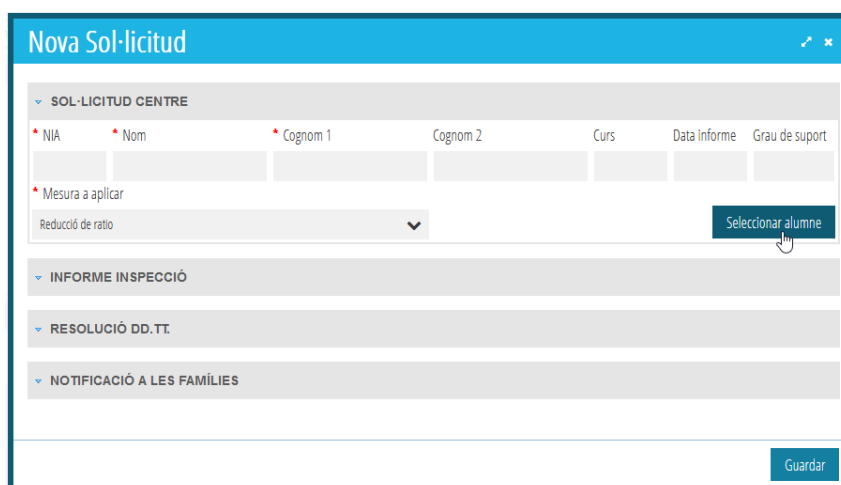 Nova Sol·licitud
SOL·LICITUD CENTRE
* NIA * Nom * Cognom 1 Cognom 2 Curs Data Informe Grau de suport
* Mesura a aplicar
Reducció de ratio Seleccionar alumne
INFORME INSPECCIÓ
RESOLUCIÓ DD.TT.
NOTIFICACIÓ A LES FAMÍLIES
Guardar